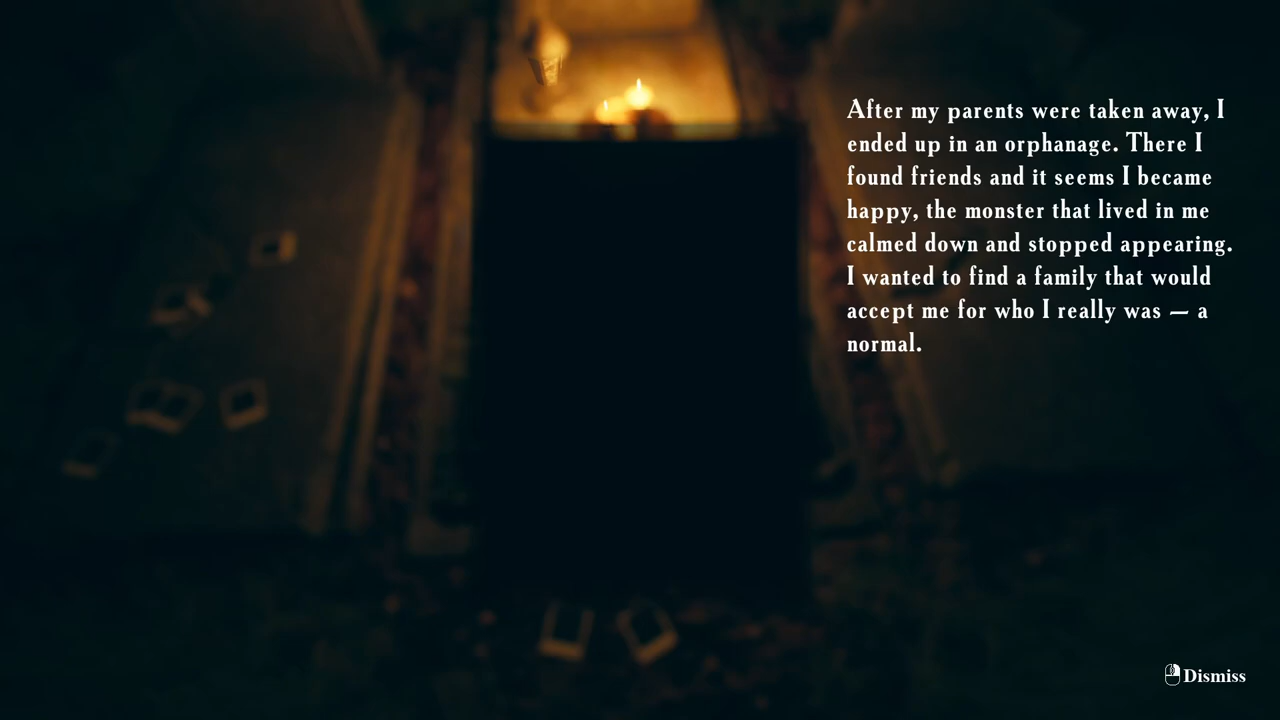 After my parents were taken away, I
ended up in an orphanage. There I
found friends and it seems I became
happy, the monster that lived in me
calmed down and stopped appearing.
I wanted to find a family that would
accept me for who I really was — a
normal.
Dismiss